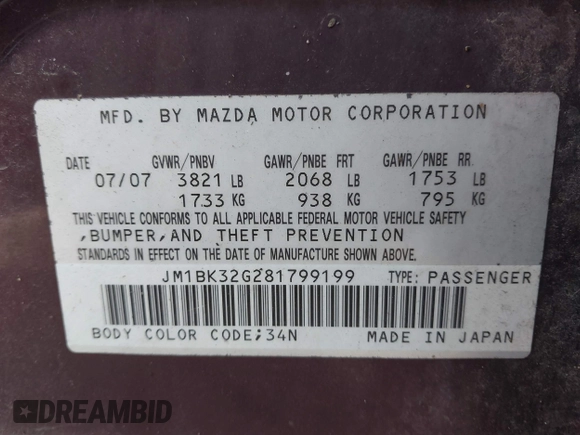 MFD. BY MAZDA MOTOR CORPORATION
DATE GVWR/PNBV GAWR/PNBE FRT GAWR/PNBE RR
07/07 3821 LB 2068 LB 1753 LB
1733 KG 938 KG 795 KG
THIS VEHICLE CONFORMS TO ALL APPLICABLE FEDERAL MOTOR VEHICLE SAFETY
,BUMPER,AND THEFT PREVENTION
STANDARDS IN EFFECT ON THE DATE OF MANUFACTURE SHOWN ABOVE.
JM1BK32G281799199 TYPE: PASSENGER
BODY COLOR CODE;34N MADE IN JAPAN
DREAMBID